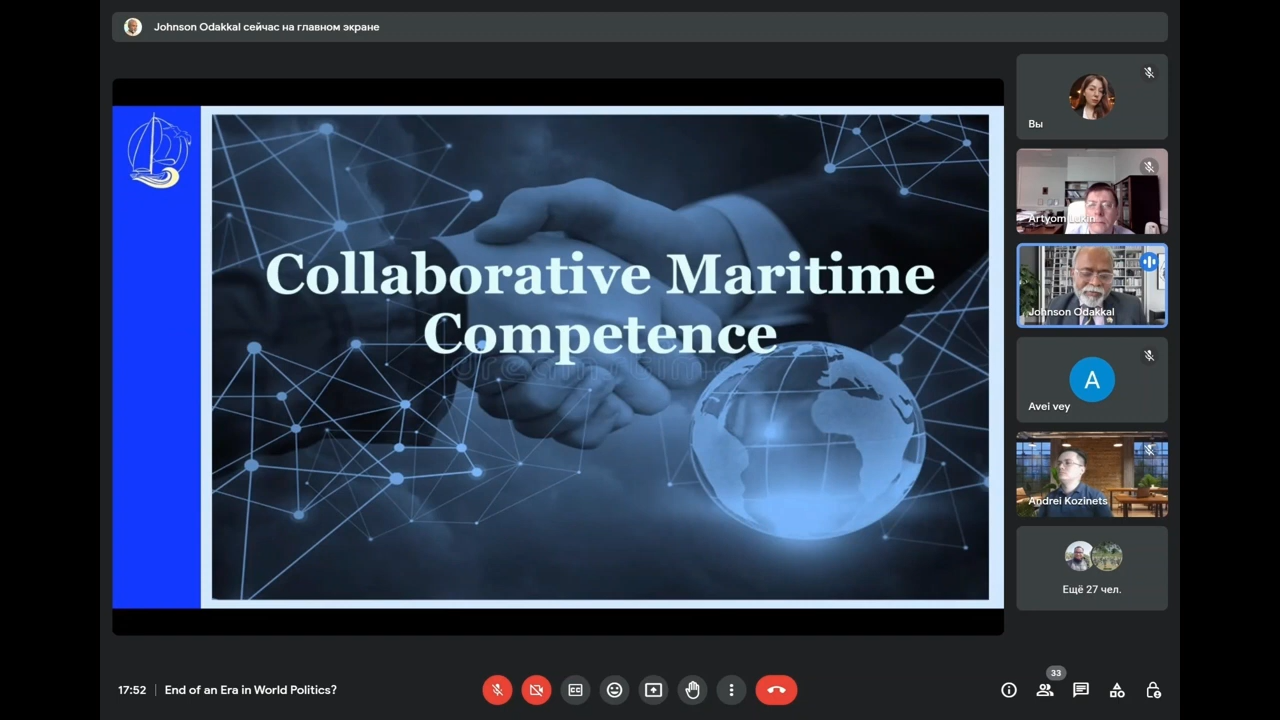 Johnson Odakkal сейчас на главном экране
Collaborative Maritime
Competence
dreamstime
Вы
Artyom Lukin
Johnson Odakkal
A
Avei vey
Andrei Kozinets
Ещё 27 чел.
17:52
End of an Era in World Politics?
33